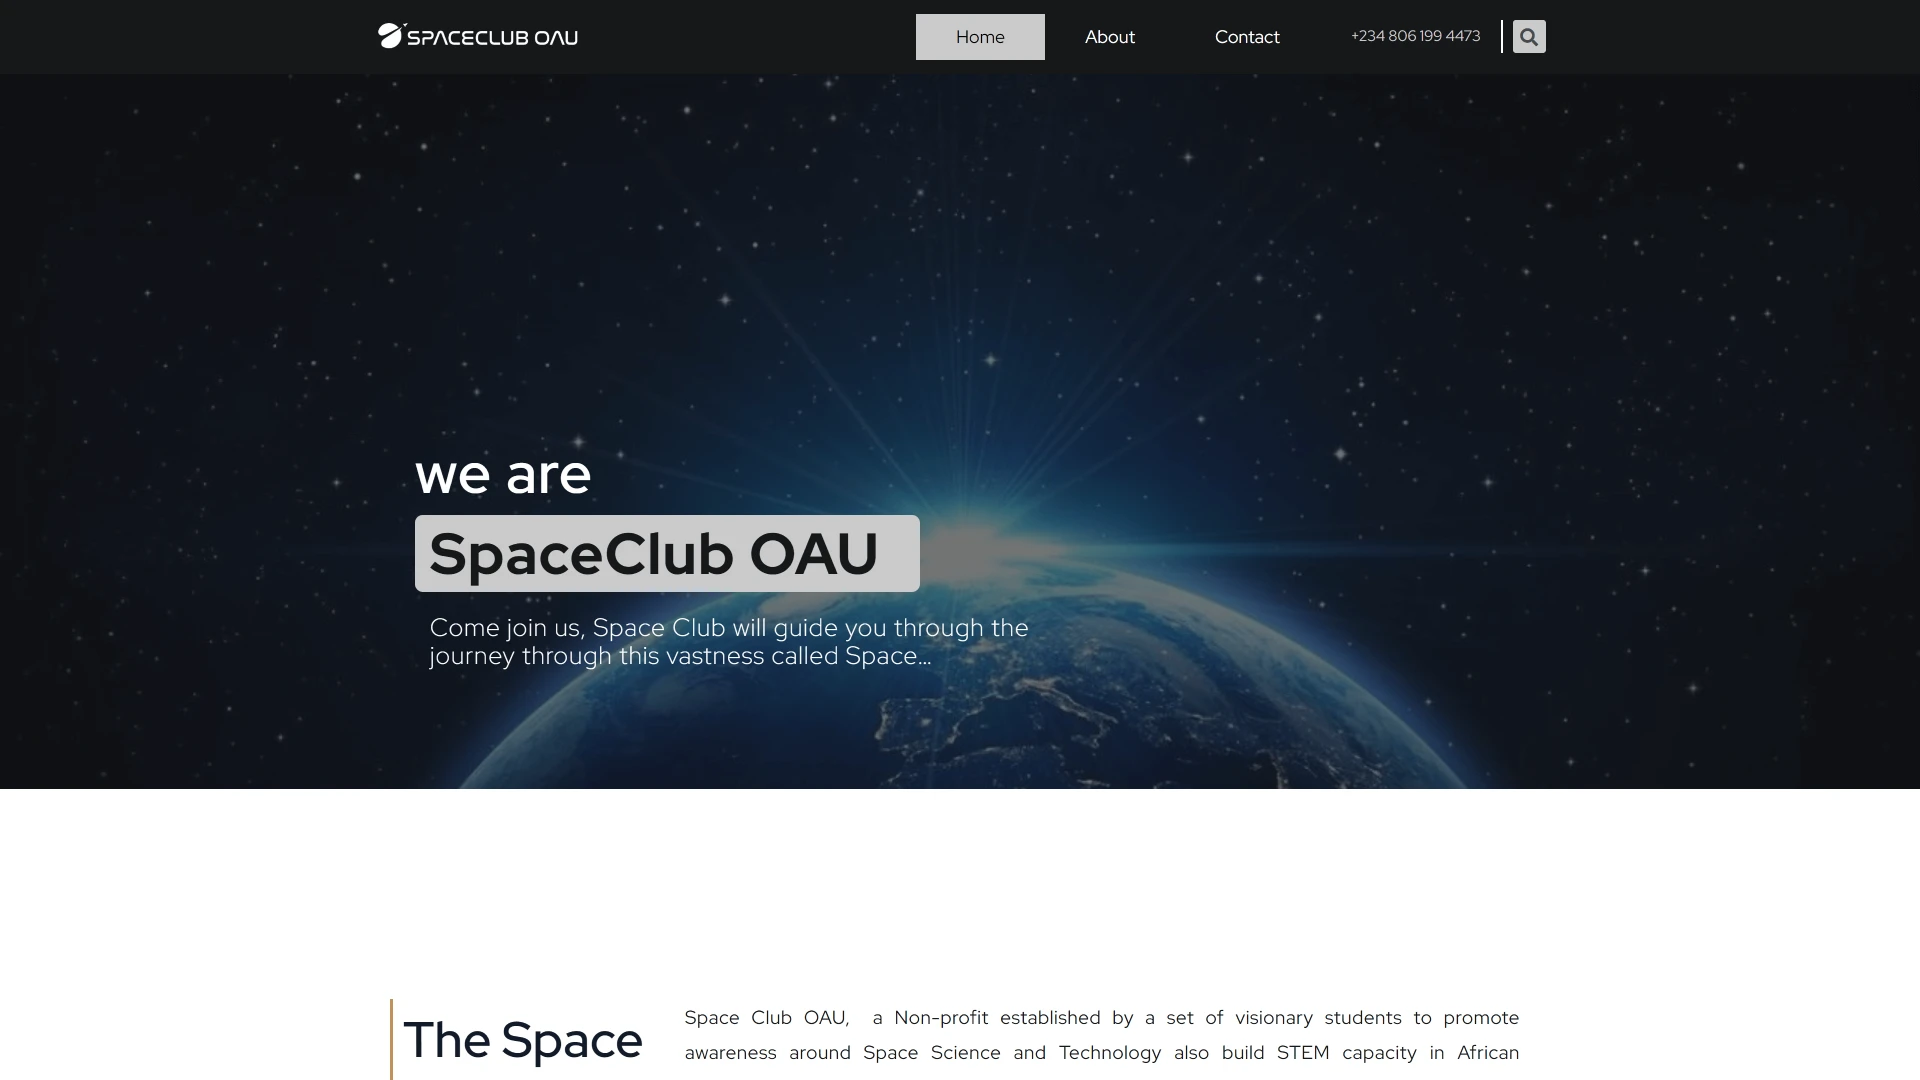 SPACECLUB OAU
Home
About
Contact
+234 806 199 4473
we are
SpaceClub OAU
Come join us, Space Club will guide you through the
journey through this vastness called Space...
The Space
Space Club OAU, a Non-profit established by a set of visionary students to promote
awareness around Space Science and Technology also build STEM capacity in African